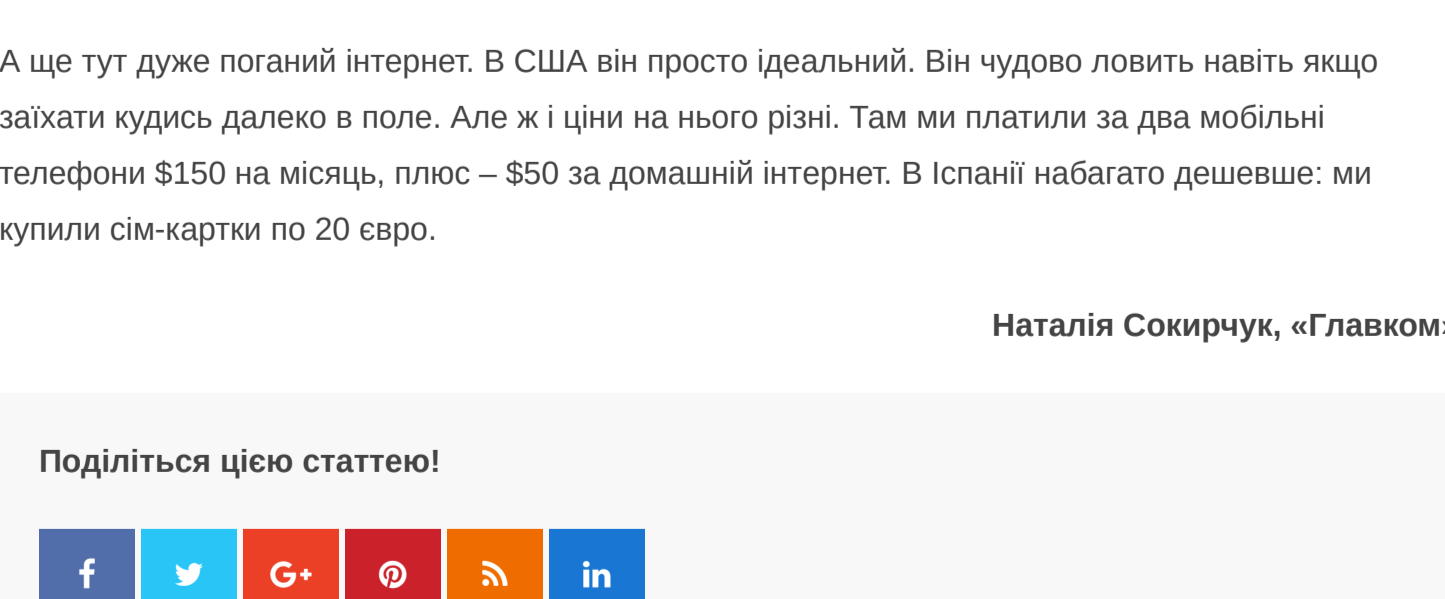 А ще тут дуже поганий інтернет. В США він просто ідеальний. Він чудово ловить навіть якщо
заїхати кудись далеко в поле. Але ж і ціни на нього різні. Там ми платили за два мобільні
телефони $150 на місяць, плюс – $50 за домашній інтернет. В Іспанії набагато дешевше: ми
купили сім-картки по 20 євро.
Наталія Сокирчук, «Главком»
Поділіться цією статтею!